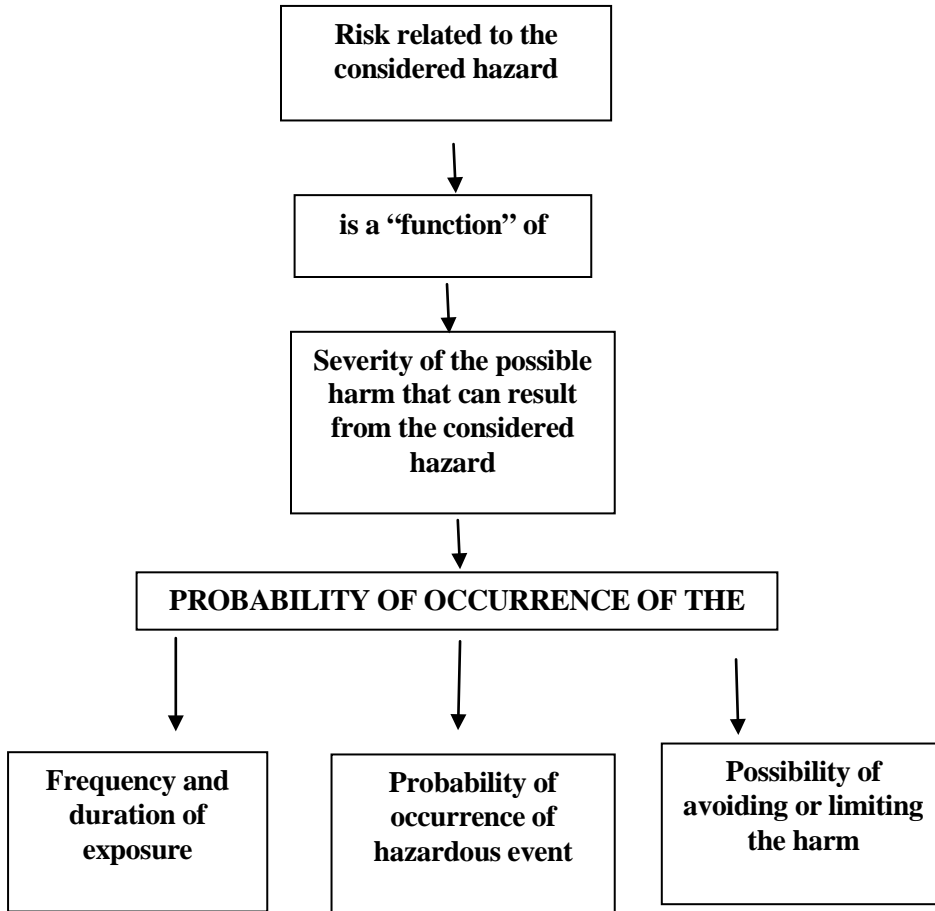 Risk related to the
considered hazard
is a “function” of
Severity of the possible
harm that can result
from the considered
hazard
PROBABILITY OF OCCURRENCE OF THE
Frequency and
duration of
exposure
Probability of
occurrence of
hazardous event
Possibility of
avoiding or limiting
the harm